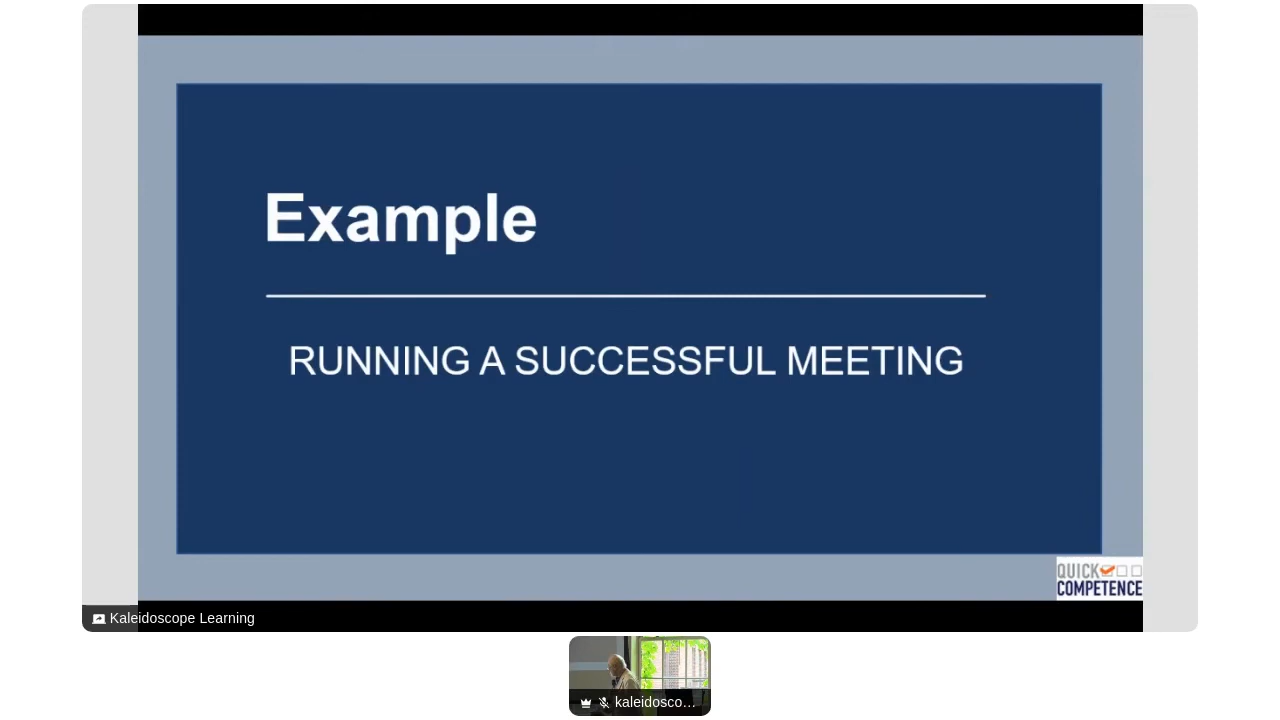 Example
RUNNING A SUCCESSFUL MEETING
QUICK
COMPETENCE
Kaleidoscope Learning
kaleidosco...